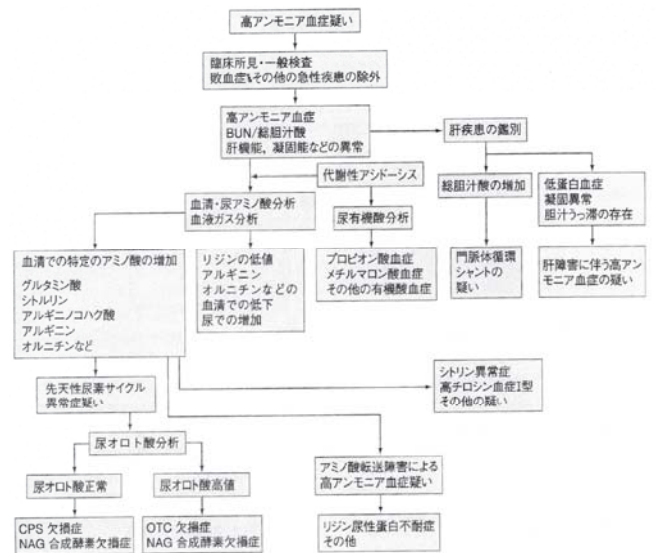 高アンモニア血症疑い
臨床所見・一般検査
敗血症、その他の急性疾患の除外
高アンモニア血症
BUN/総胆汁酸
肝機能、凝固能などの異常
肝疾患の鑑別
代謝性アシドーシス
総胆汁酸の増加
低蛋白血症
凝固異常
胆汁うっ滞の存在
血清・尿アミノ酸分析
血液ガス分析
尿有機酸分析
血清での特定のアミノ酸の増加
グルタミン酸
シトルリン
アルギニノコハク酸
アルギニン
オルニチンなど
リジンの低値
アルギニン
オルニチンなどの
血清での低下
尿での増加
プロピオン酸血症
メチルマロン酸血症
その他の有機酸血症
門脈体循環
シャントの
疑い
肝障害に伴う高アン
モニア血症の疑い
先天性尿薬サイクル
異常症疑い
シトリン異常症
高チロシン血症I型
その他の疑い
尿オロト酸分析
尿オロト酸正常
尿オロト酸高値
アミノ酸転送障害による
高アンモニア血症疑い
CPS 欠損症
NAG 合成酵素欠損症
OTC 欠損症
NAG 合成酵素欠損症
リジン尿性蛋白不耐症
その他